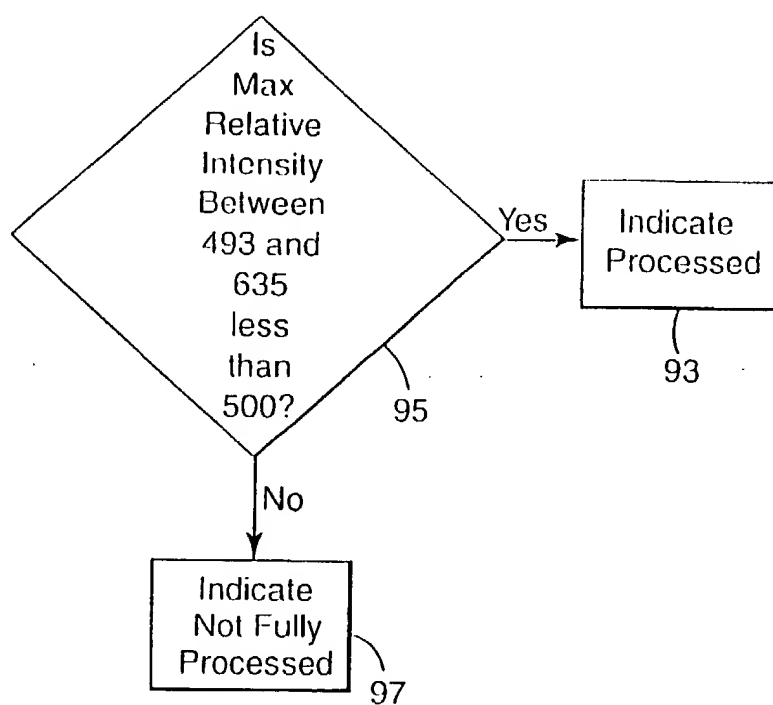 Is
Max
Relative
Intensity
Between
493 and
635
less
than
500?
Yes
Indicate
Processed
93
95
No
Indicate
Not Fully
Processed
97